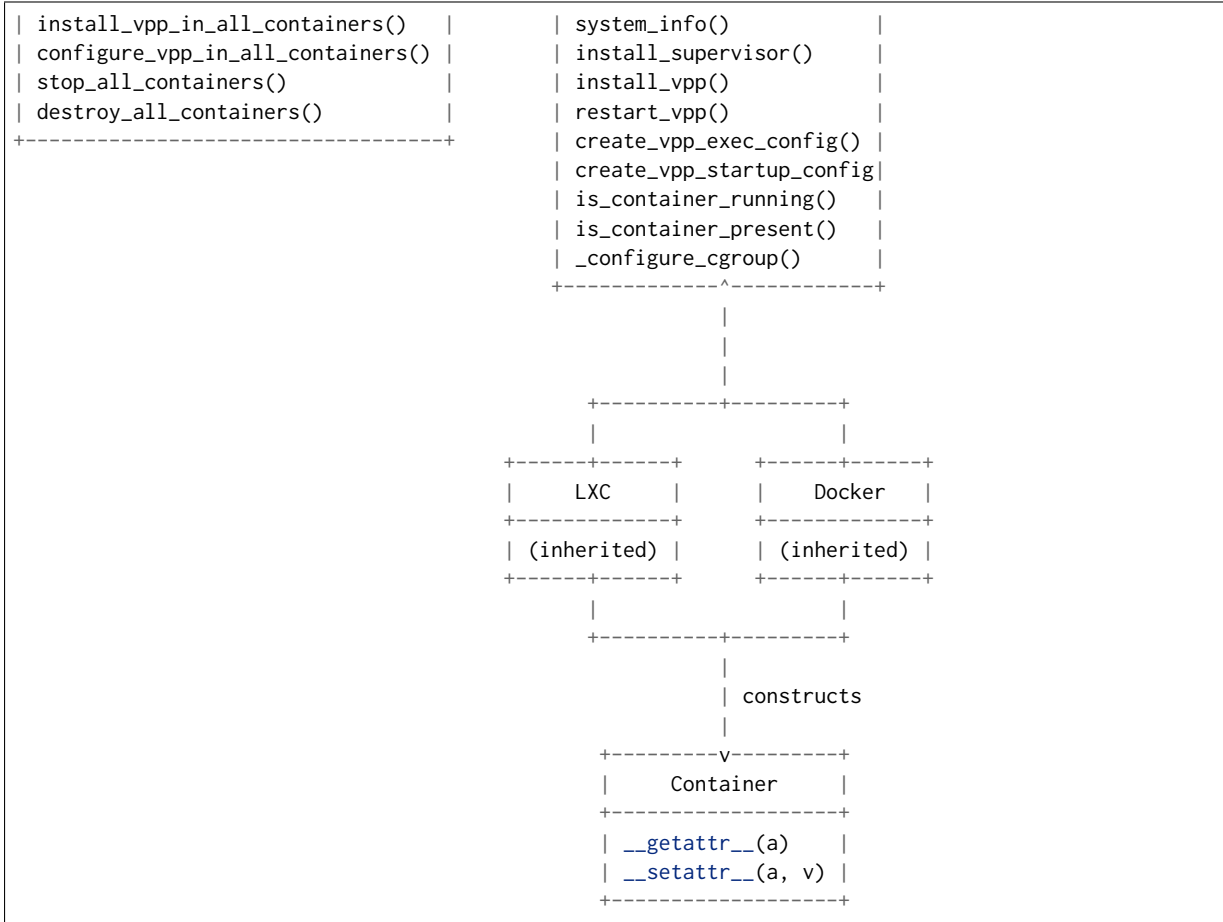 | install_vpp_in_all_containers()   |        | system_info()            |
| configure_vpp_in_all_containers() |        | install_supervisor()     |
| stop_all_containers()             |        | install_vpp()            |
| destroy_all_containers()          |        | restart_vpp()            |
+-----------------------------------+        | create_vpp_exec_config() |
                                             | create_vpp_startup_config|
                                             | is_container_running()   |
                                             | is_container_present()   |
                                             | _configure_cgroup()      |
                                             +-------------^------------+
                                                           |
                                                           |
                                                           |
                                                +----------+---------+
                                                |                    |
                                         +------+------+      +------+------+
                                         |     LXC     |      |    Docker   |
                                         +-------------+      +-------------+
                                         | (inherited) |      | (inherited) |
                                         +------+------+      +------+------+
                                                |                    |
                                                +----------+---------+
                                                           |
                                                           | constructs
                                                           |
                                                 +---------v---------+
                                                 |     Container     |
                                                 +-------------------+
                                                 | __getattr__(a)    |
                                                 | __setattr__(a, v) |
                                                 +-------------------+